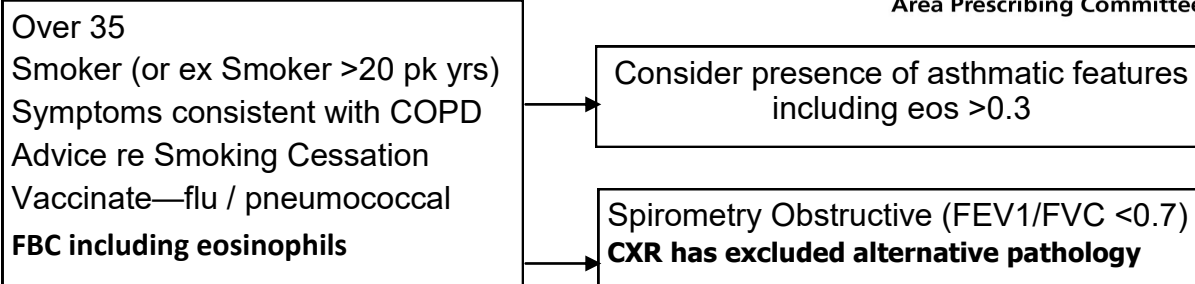 Area Prescribing Committee
Over 35
Smoker (or ex Smoker >20 pk yrs)
Symptoms consistent with COPD
Advice re Smoking Cessation
Vaccinate—flu / pneumococcal
FBC including eosinophils
Consider presence of asthmatic features
including eos >0.3
Spirometry Obstructive (FEV1/FVC <0.7)
CXR has excluded alternative pathology